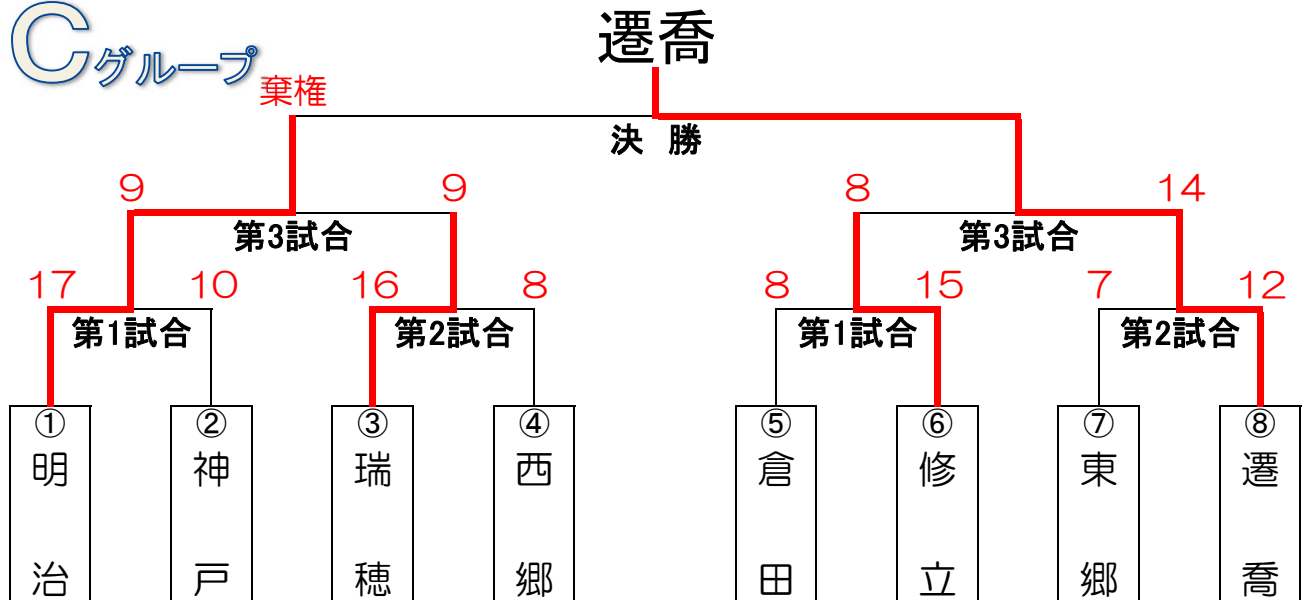 Cグループ
遷喬
棄権
決 勝
9 9 8 14
第3試合 第3試合
17 10 16 8 8 15 7 12
第1試合 第2試合 第1試合 第2試合
① ② ③ ④ ⑤ ⑥ ⑦ ⑧
明治
神戸
瑞穂
西郷
倉田
修立
東郷
遷喬